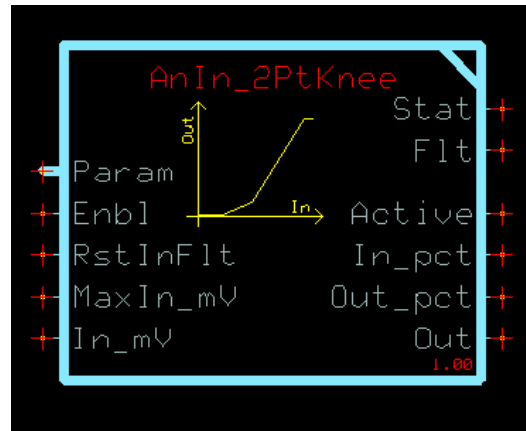 AnIn_2PtKnee
Stat
Flt
Out
Param
Enbl
In
Active
RstInFlt
In_pct
MaxIn_mV
Out_pct
In_mV
Out
1.00